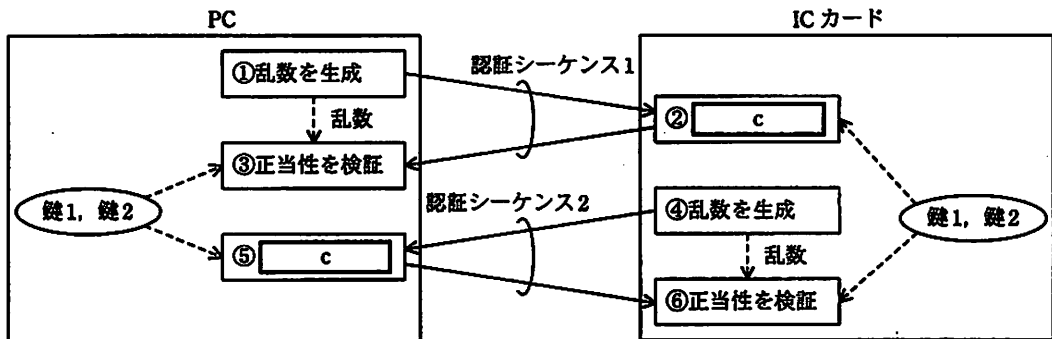 PC
ICカード
①乱数を生成
認証シーケンス1
乱数
② c
③正当性を検証
鍵1,鍵2
認証シーケンス2
④乱数を生成
鍵1,鍵2
⑤ c
乱数
⑥正当性を検証